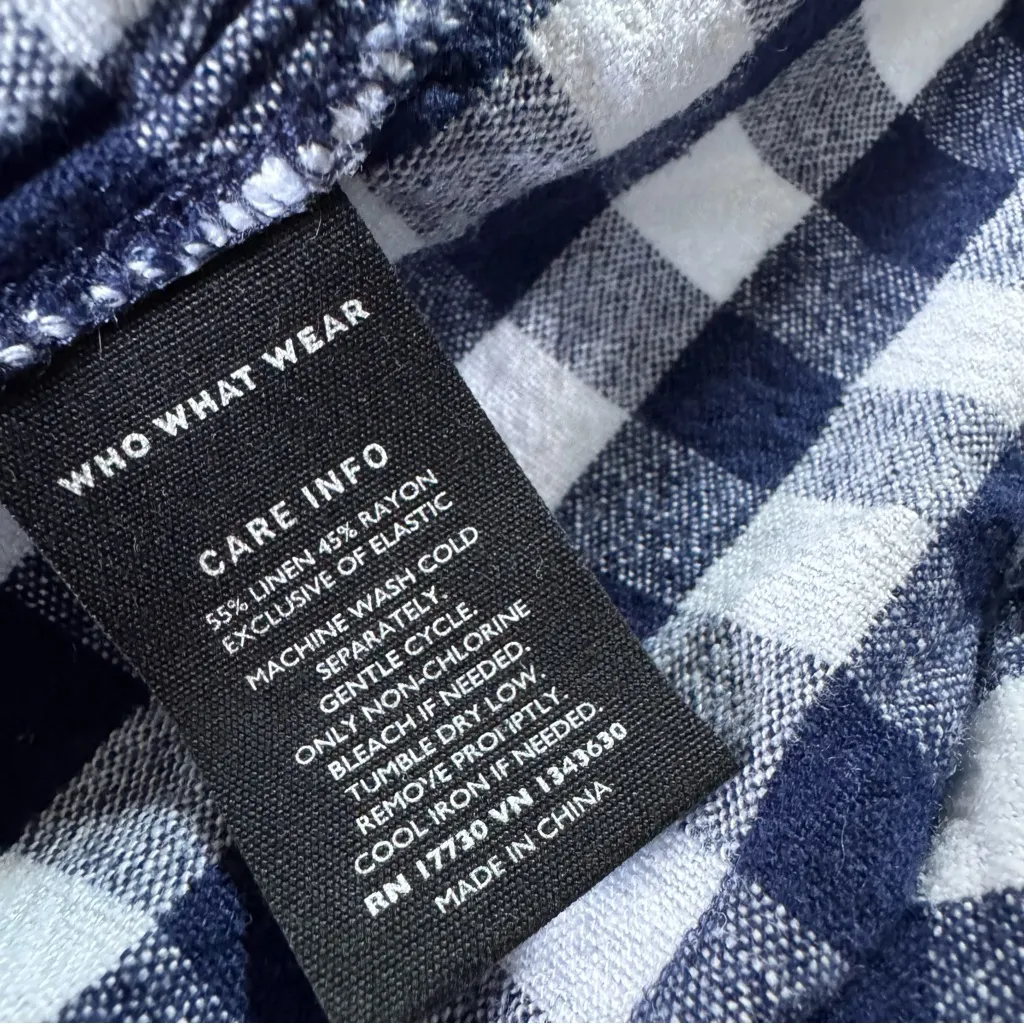 WHO WHAT WEAR
CARE INFO
55% LINEN 45% RAYON
EXCLUSIVE OF ELASTIC
MACHINE WASH COLD
SEPARATELY.
GENTLE CYCLE.
ONLY NON-CHLORINE
BLEACH IF NEEDED.
TUMBLE DRY LOW.
REMOVE PROMPTLY.
COOL IRON IF NEEDED.
RN 17730 VN 1343630
MADE IN CHINA